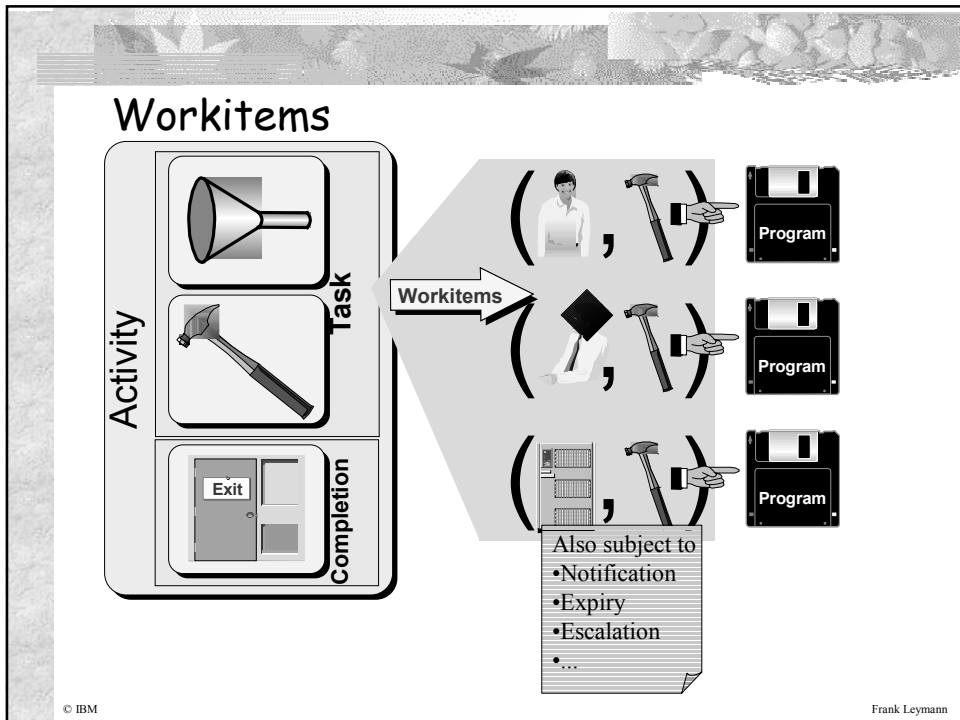 Workitems
Activity
Task
Completion
Exit
Workitems
( , )
Program
( , )
Program
( , )
Program
Also subject to
•Notification
•Expiry
•Escalation
•...
© IBM
Frank Leymann